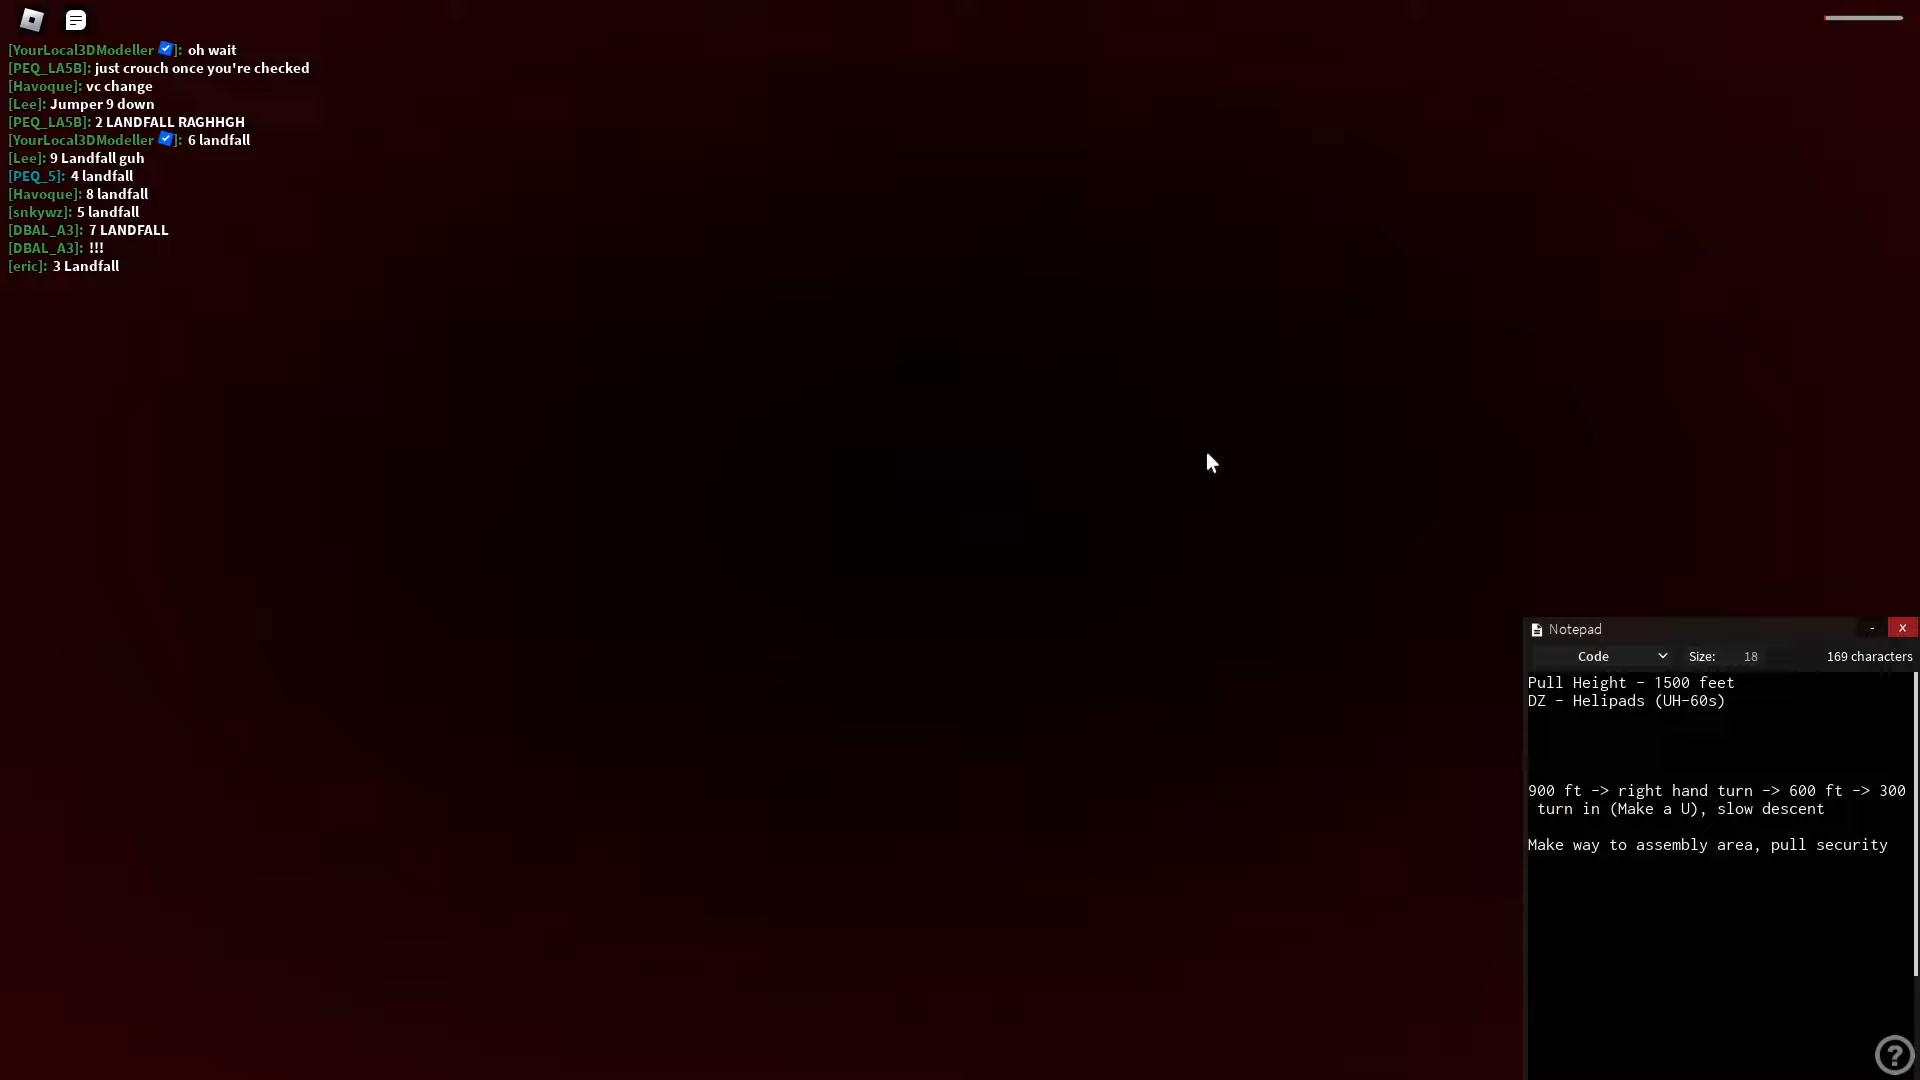 [YourLocal3DModeller ]: oh wait
[PEQ_LA5B]: just crouch once you're checked
[Havoque]: vc change
[Lee]: Jumper 9 down
[PEQ_LA5B]: 2 LANDFALL RAGHHGH
[YourLocal3DModeller ]: 6 landfall
[Lee]: 9 Landfall guh
[PEQ_5]: 4 landfall
[Havoque]: 8 landfall
[snkywz]: 5 landfall
[DBAL_A3]: 7 LANDFALL
[DBAL_A3]: !!!
[eric]: 3 Landfall
Notepad - X
Code Size: 18 169 characters
Pull Height - 1500 feet
DZ - Helipads (UH-60s)
900 ft -> right hand turn -> 600 ft -> 300
turn in (Make a U), slow descent
Make way to assembly area, pull security
?